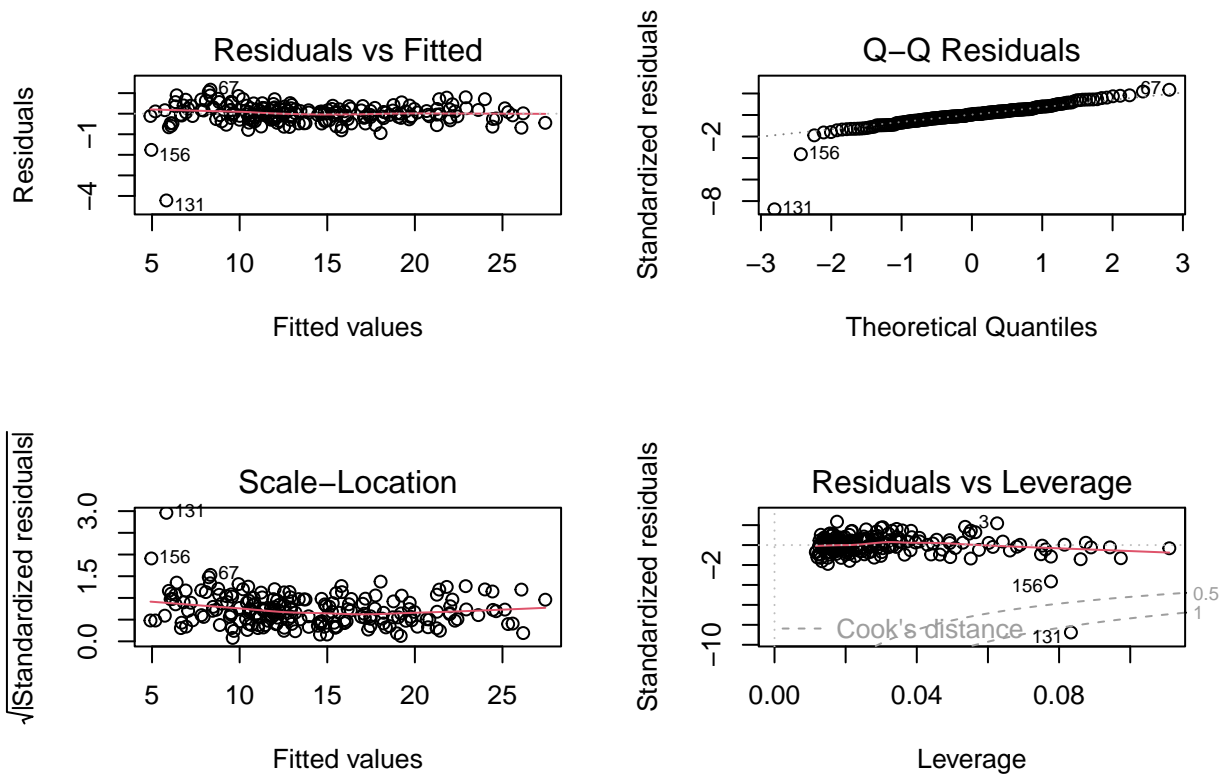 Residuals vs Fitted
Residuals
−1
−4
67
156
131
5 10 15 20 25
Fitted values
Q−Q Residuals
Standardized residuals
−2
−8
67
156
131
−3 −2 −1 0 1 2 3
Theoretical Quantiles
Scale−Location
√|Standardized residuals|
3.0
1.5
0.0
131
156
67
5 10 15 20 25
Fitted values
Residuals vs Leverage
Standardized residuals
−2
−10
3
156
131
0.5
1
Cook's distance
0.00 0.04 0.08
Leverage